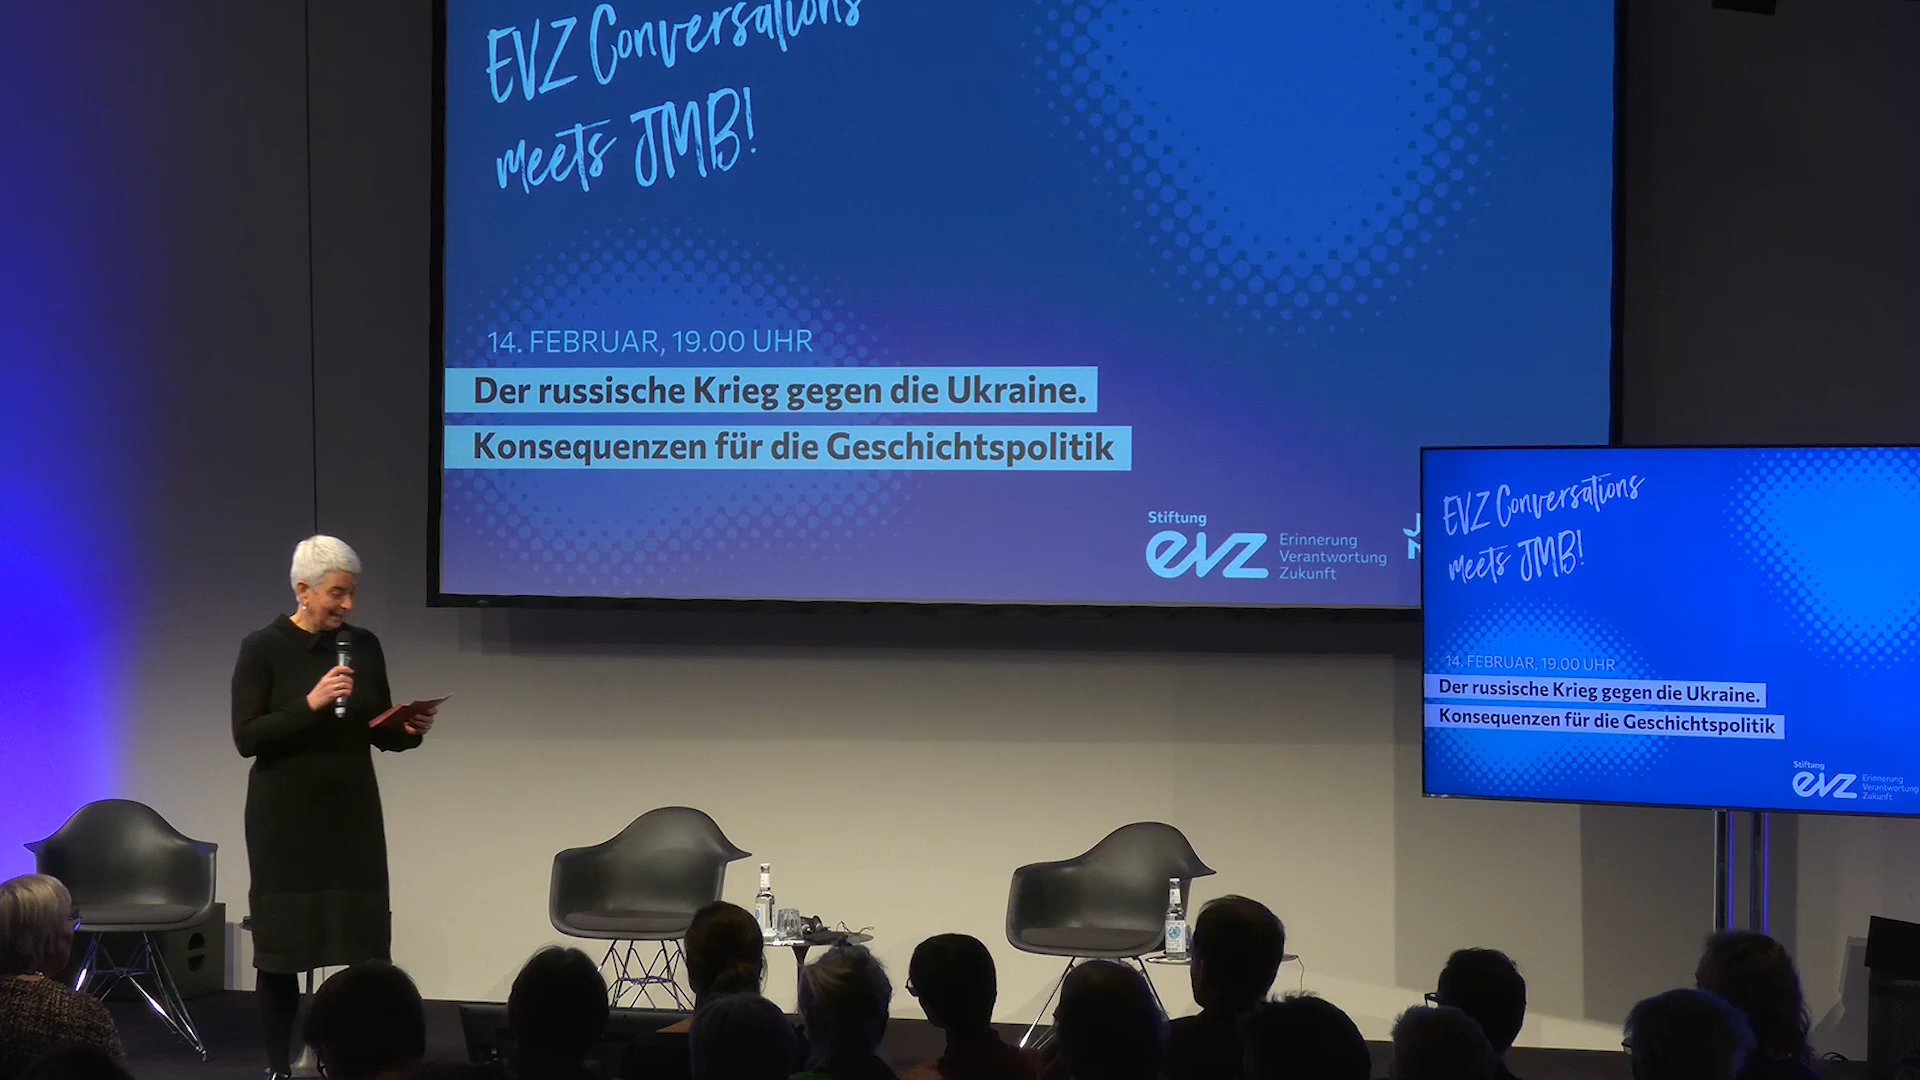 EVZ Conversations
meets JMB!
14. FEBRUAR, 19.00 UHR
Der russische Krieg gegen die Ukraine.
Konsequenzen für die Geschichtspolitik
Stiftung
evz
Erinnerung
Verantwortung
Zukunft
EVZ Conversations
meets JMB!
14. FEBRUAR, 19.00 UHR
Der russische Krieg gegen die Ukraine.
Konsequenzen für die Geschichtspolitik
Stiftung
evz
Erinnerung
Verantwortung
Zukunft